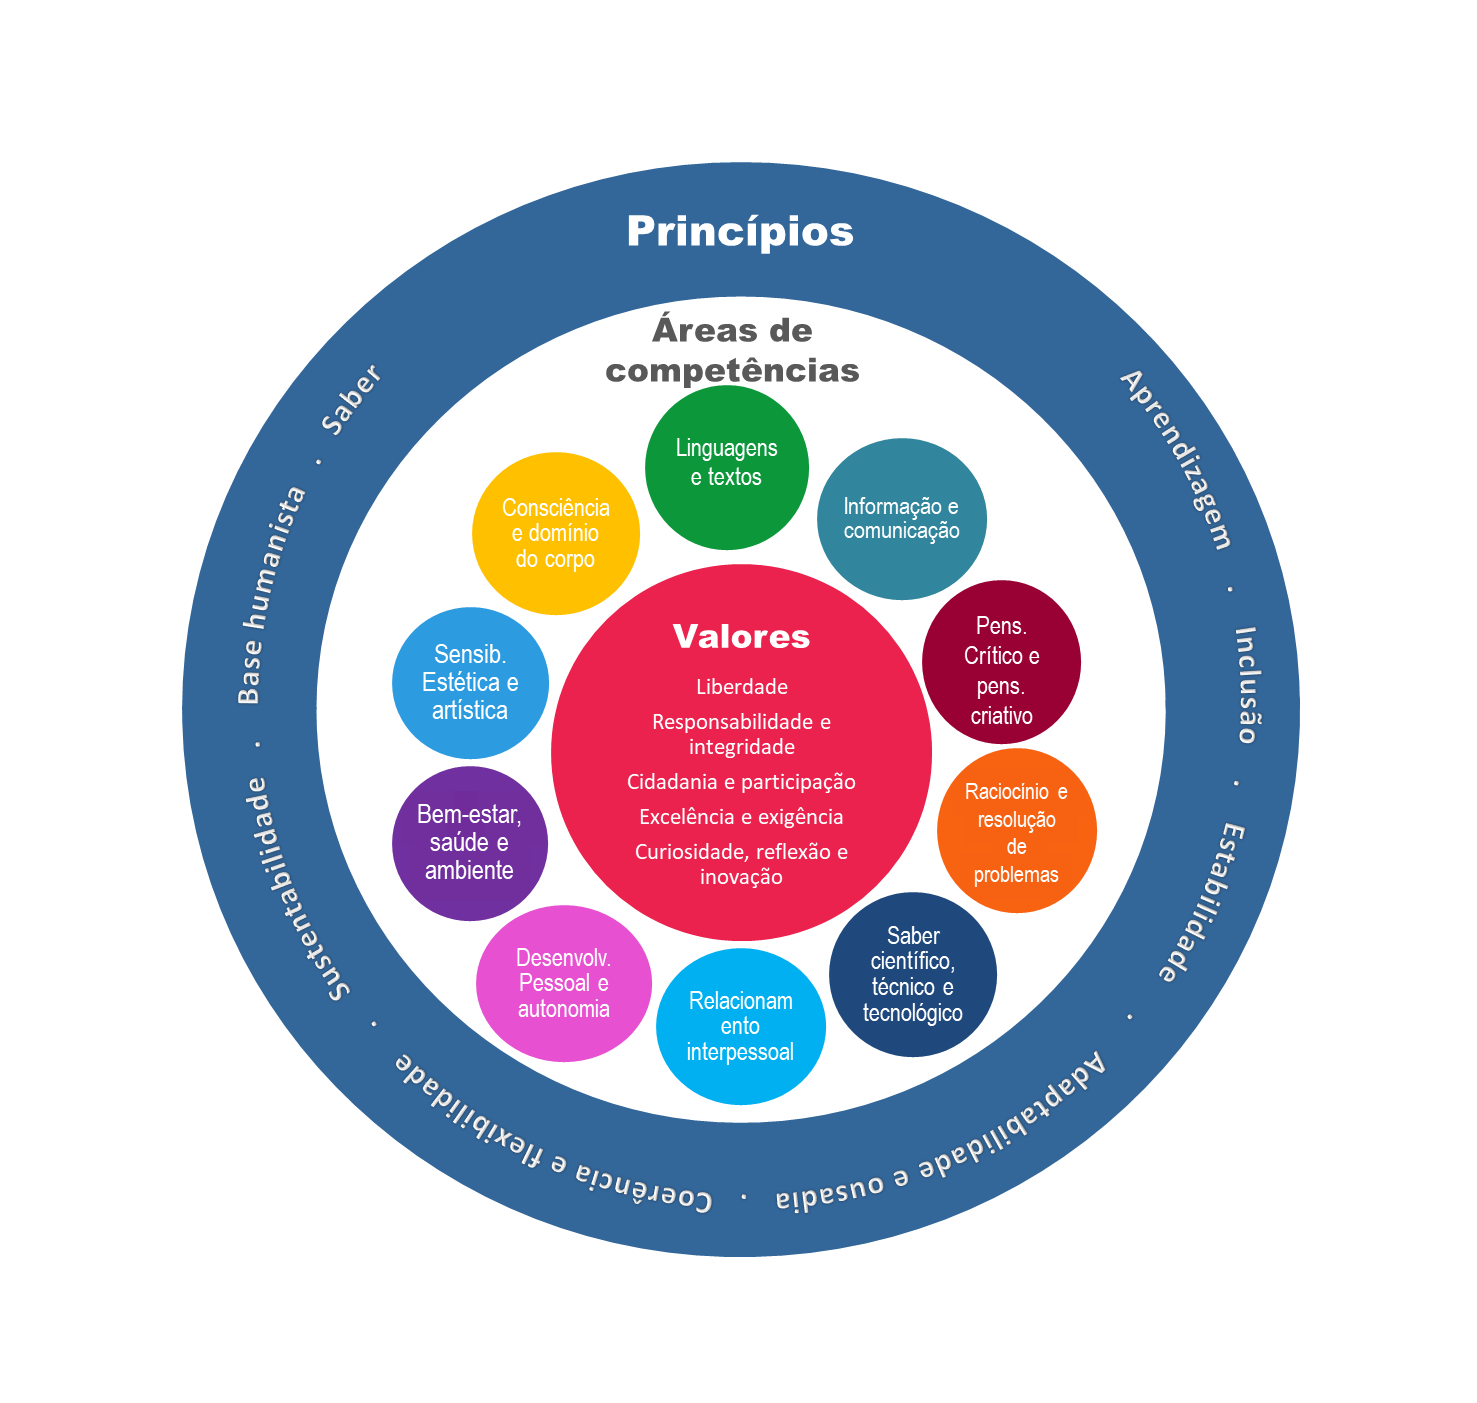 Princípios
Áreas de
competências
Linguagens
e textos
Informação e
comunicação
Pens.
Crítico e
pens.
criativo
Raciocínio e
resolução
de
problemas
Saber
científico,
técnico e
tecnológico
Relacionam
ento
interpessoal
Desenvolv.
Pessoal e
autonomia
Bem-estar,
saúde e
ambiente
Sensib.
Estética e
artística
Consciência
e domínio
do corpo
Valores
Liberdade
Responsabilidade e
integridade
Cidadania e participação
Excelência e exigência
Curiosidade, reflexão e
inovação
Aprendizagem · Inclusão · Estabilidade · Adaptabilidade e ousadia · Coerência e flexibilidade · Sustentabilidade · Base humanista · Saber